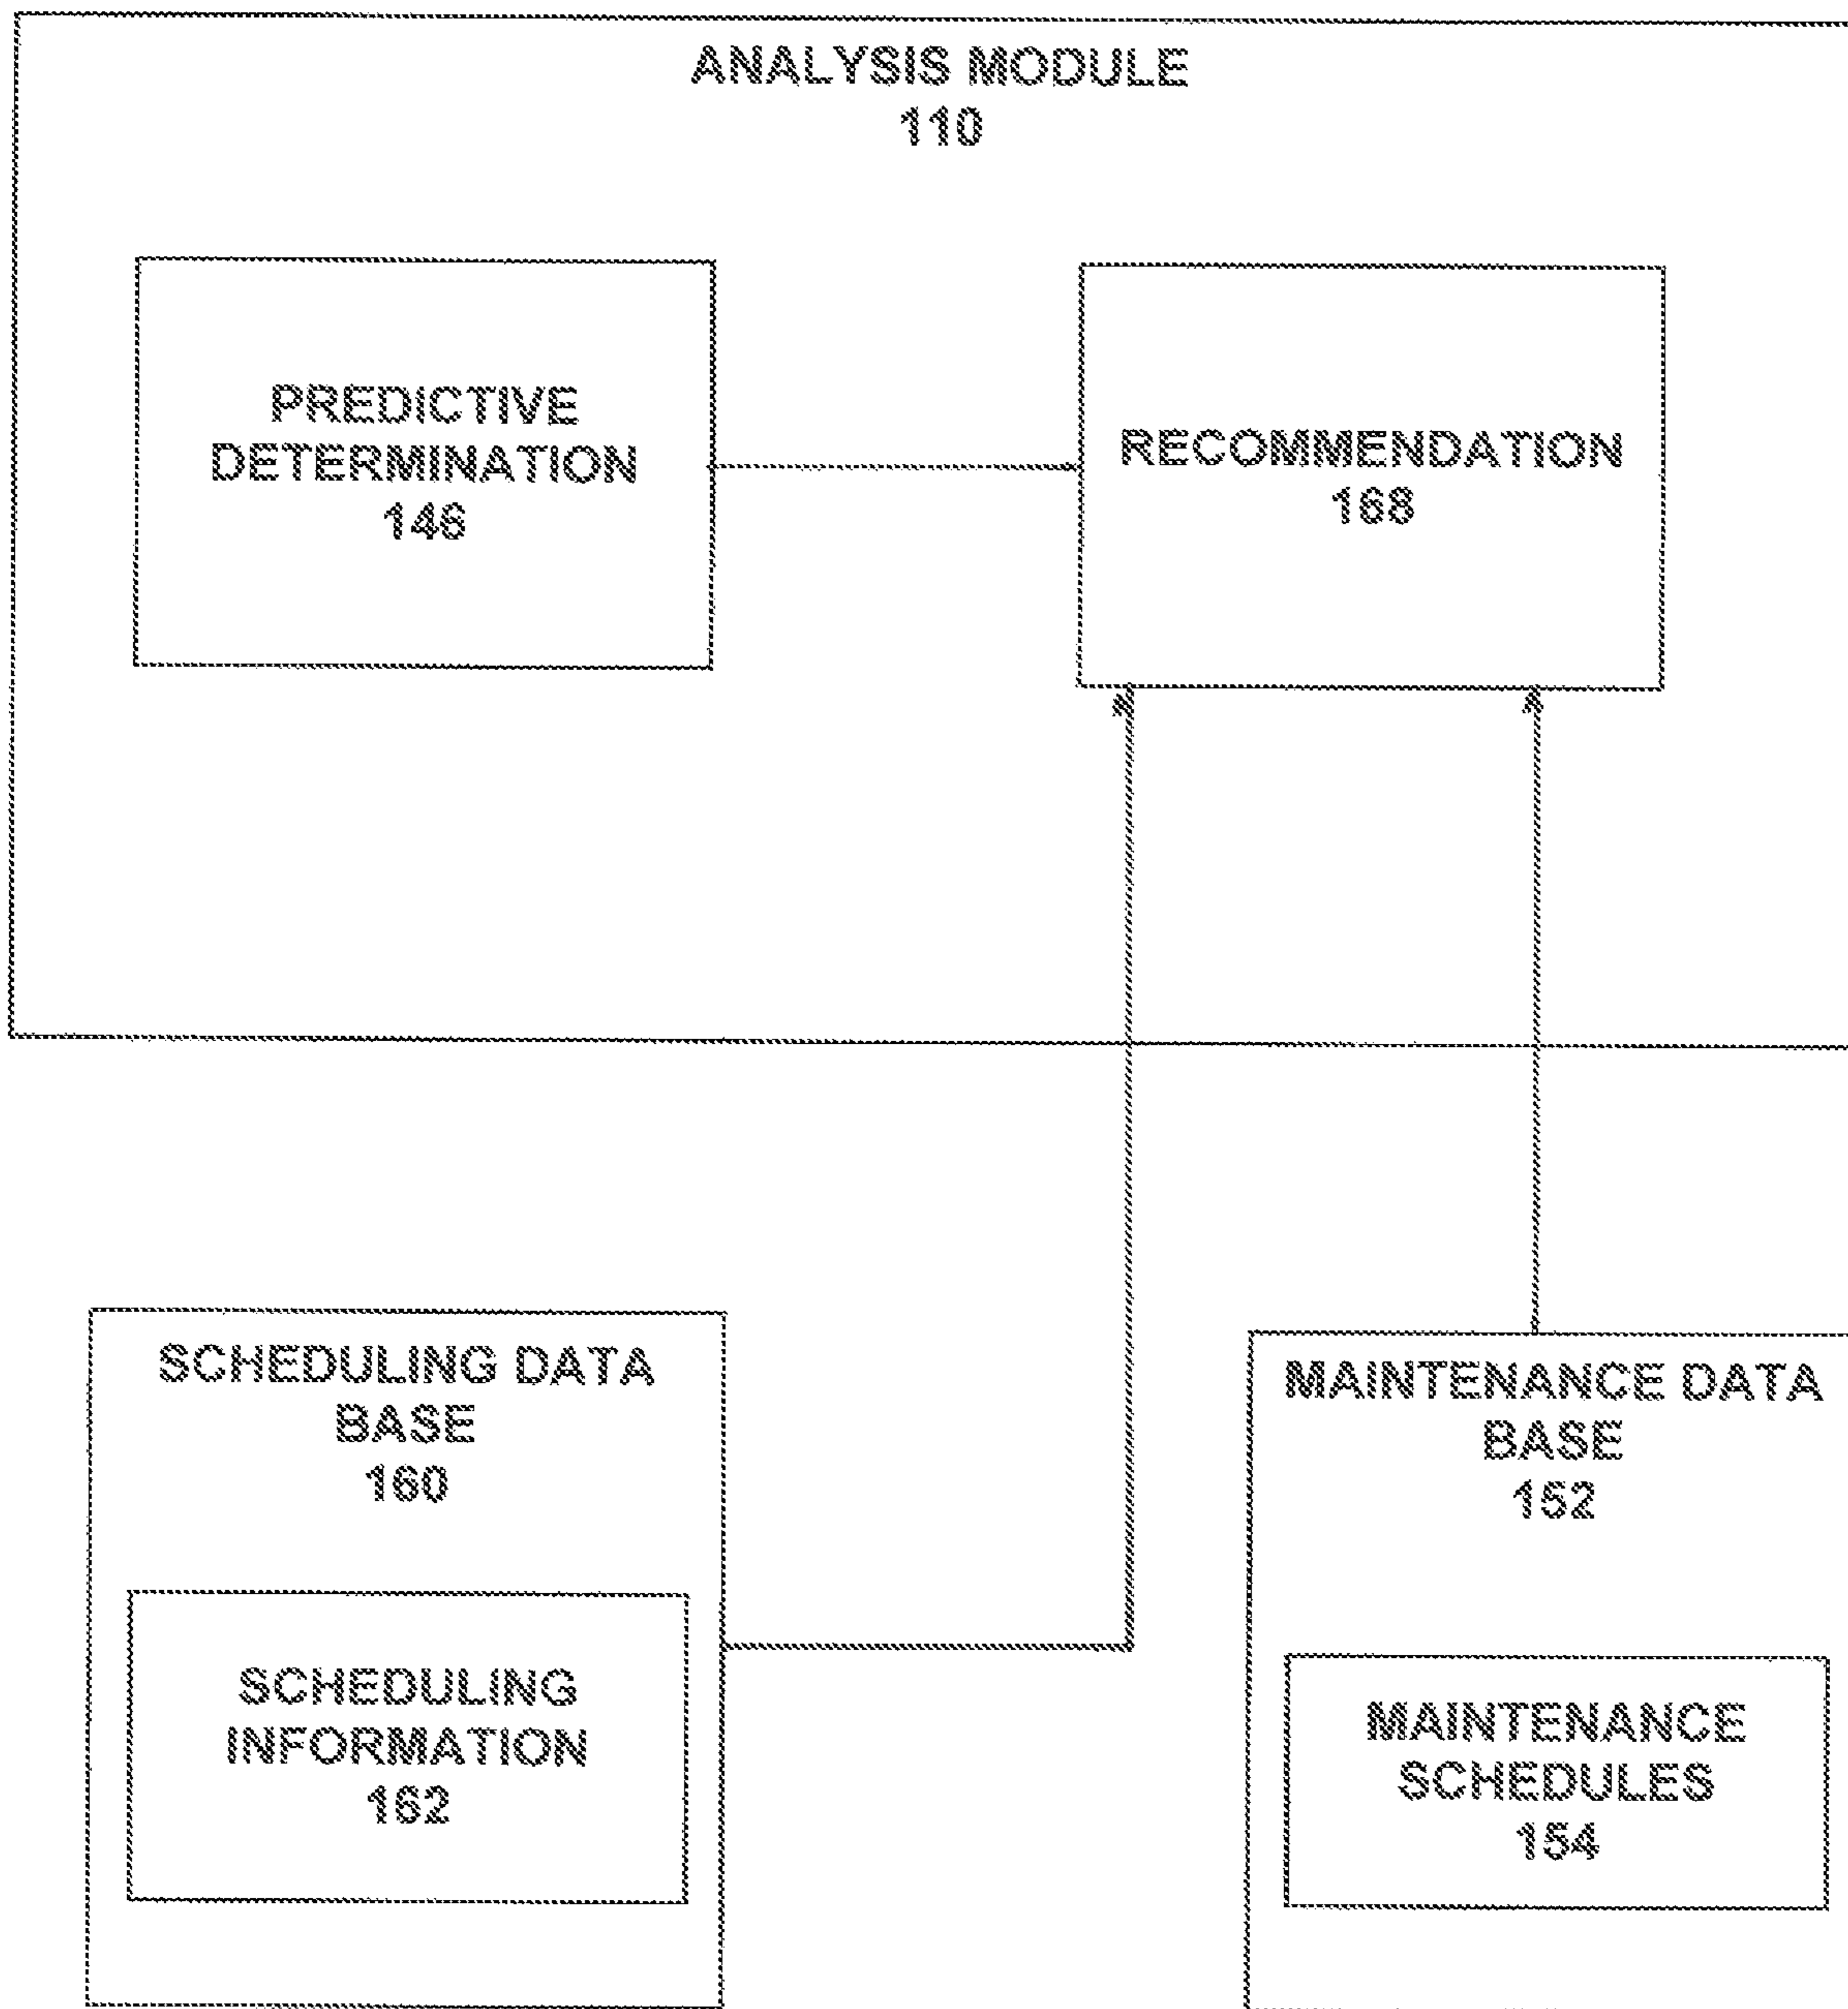 ANALYSIS MODULE
110
PREDICTIVE
DETERMINATION
146
RECOMMENDATION
168
SCHEDULING DATA
BASE
160
SCHEDULING
INFORMATION
162
MAINTENANCE DATA
BASE
152
MAINTENANCE
SCHEDULES
154